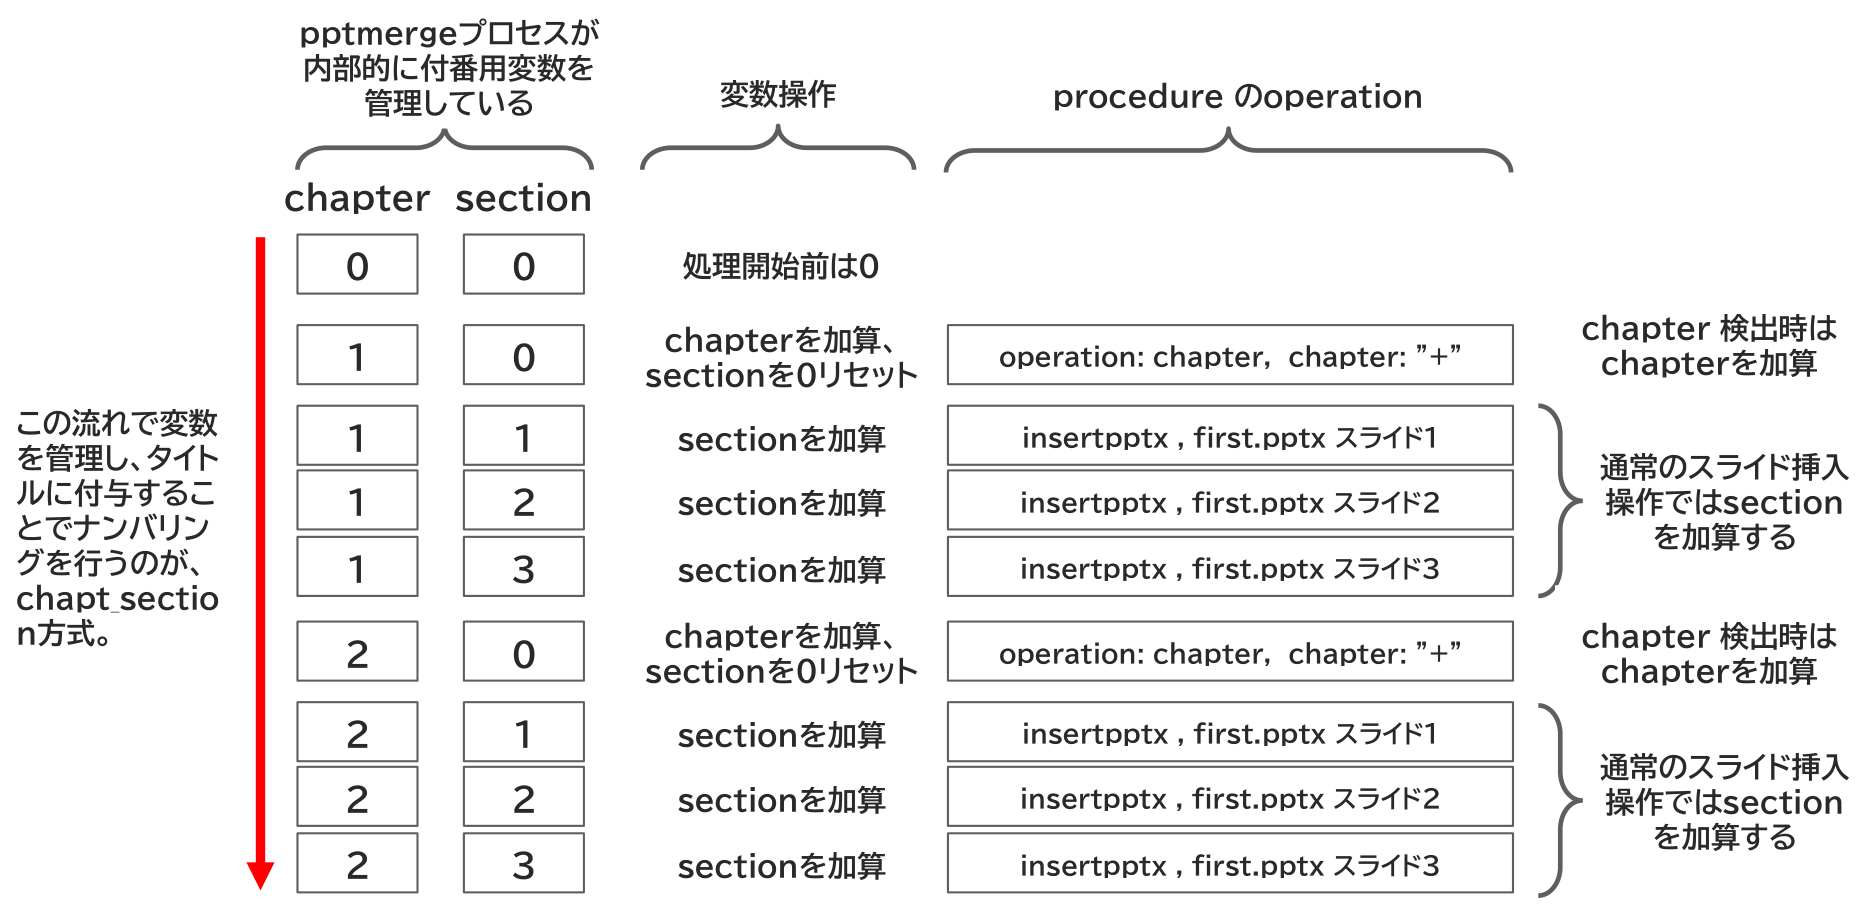 pptmergeプロセスが
内部的に付番用変数を
管理している
変数操作
procedure のoperation
chapter section
0 0 処理開始前は0
1 0
chapterを加算、
sectionを0リセット
operation: chapter, chapter: ”+”
chapter 検出時は
chapterを加算
1 1 sectionを加算 insertpptx , first.pptx スライド1
1 2 sectionを加算 insertpptx , first.pptx スライド2
1 3 sectionを加算 insertpptx , first.pptx スライド3
通常のスライド挿入
操作ではsection
を加算する
この流れで変数
を管理し、タイト
ルに付与するこ
とでナンバリン
グを行うのが、
chapt_sectio
n方式。
2 0
chapterを加算、
sectionを0リセット
operation: chapter, chapter: ”+”
chapter 検出時は
chapterを加算
2 1 sectionを加算 insertpptx , first.pptx スライド1
2 2 sectionを加算 insertpptx , first.pptx スライド2
2 3 sectionを加算 insertpptx , first.pptx スライド3
通常のスライド挿入
操作ではsection
を加算する